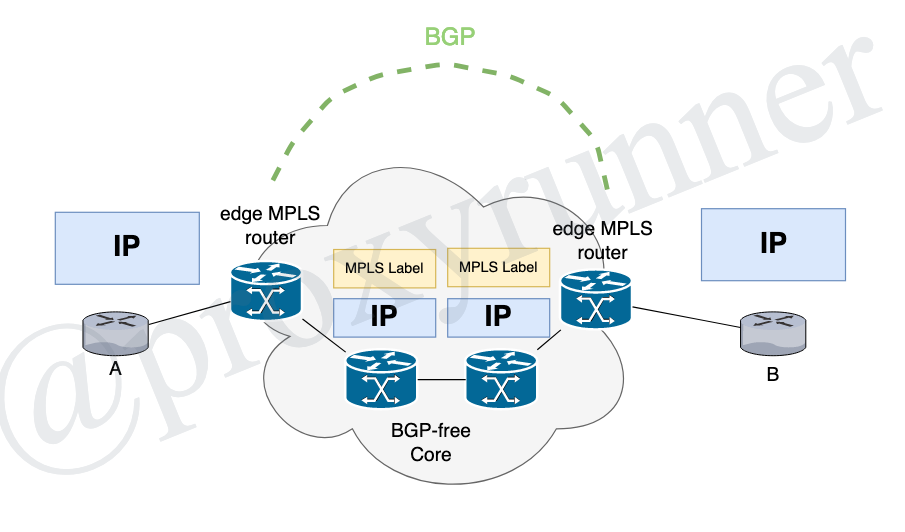 BGP
edge MPLS
router
edge MPLS
router
IP
IP
MPLS Label
MPLS Label
IP
IP
A
B
BGP-free
Core
@proxyrunner